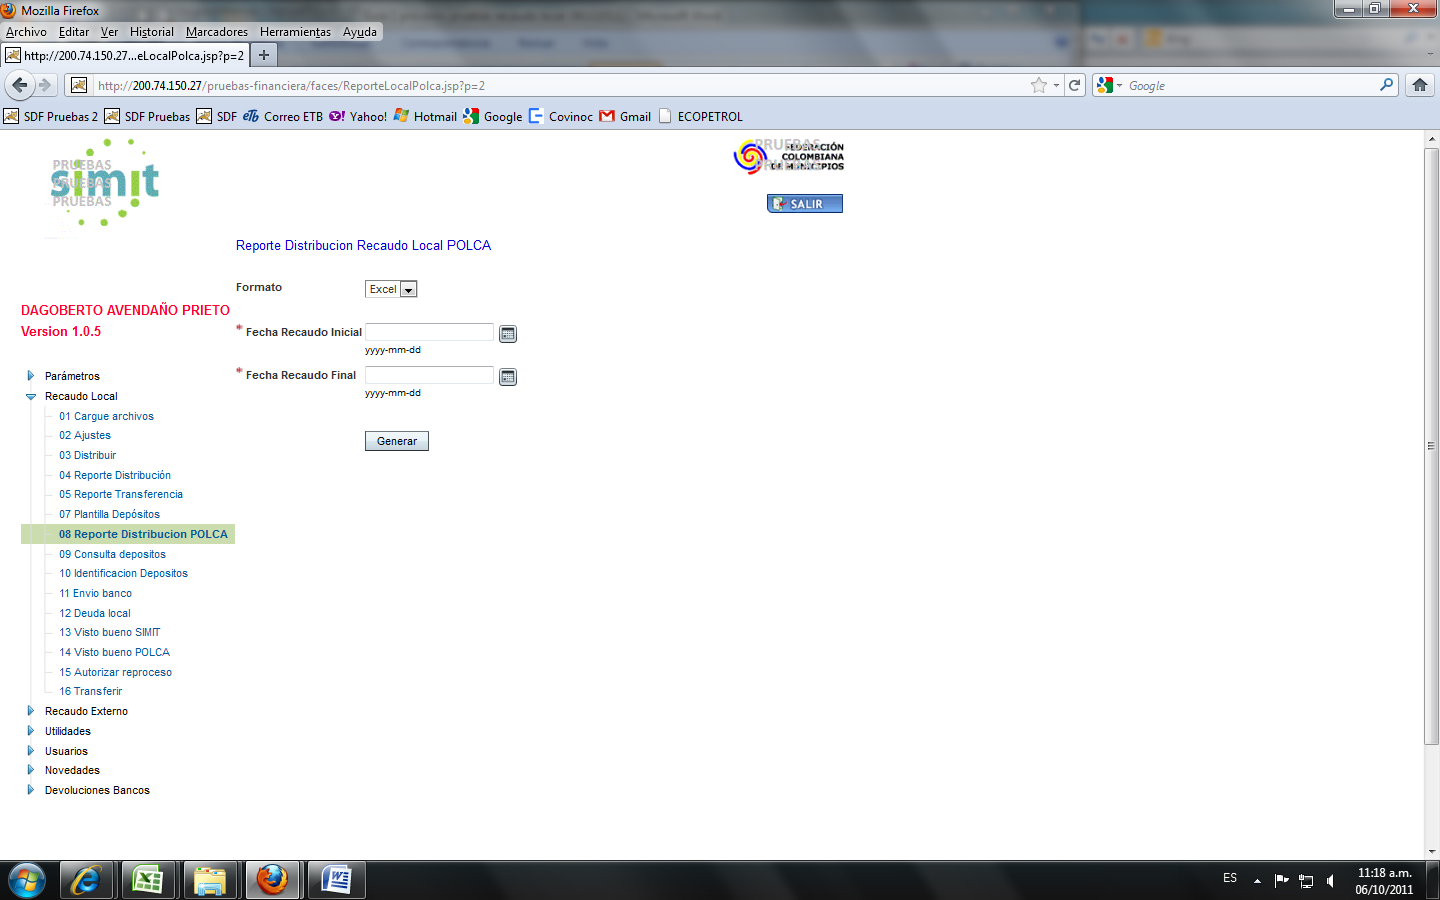 Mozilla Firefox
Archivo Editar Ver Historial Marcadores Herramientas Ayuda
http://200.74.150.27...eLocalPolca.jsp?p=2
http://200.74.150.27/pruebas-financiera/faces/ReporteLocalPolca.jsp?p=2
Google
SDF Pruebas 2 SDF Pruebas SDF Correo ETB Yahoo! Hotmail Google Covinoc Gmail ECOPETROL
PRUEBAS
PRUEBAS
PRUEBAS
simit
PRUEBAS
PRUEBAS
FEDERACIÓN
COLOMBIANA
DE MUNICIPIOS
SALIR
Reporte Distribucion Recaudo Local POLCA
Formato Excel
DAGOBERTO AVENDAÑO PRIETO
Version 1.0.5
* Fecha Recaudo Inicial
yyyy-mm-dd
* Fecha Recaudo Final
yyyy-mm-dd
Generar
Parámetros
Recaudo Local
01 Cargue archivos
02 Ajustes
03 Distribuir
04 Reporte Distribución
05 Reporte Transferencia
07 Plantilla Depósitos
08 Reporte Distribucion POLCA
09 Consulta depositos
10 Identificacion Depositos
11 Envio banco
12 Deuda local
13 Visto bueno SIMIT
14 Visto bueno POLCA
15 Autorizar reproceso
16 Transferir
Recaudo Externo
Utilidades
Usuarios
Novedades
Devoluciones Bancos
ES
11:18 a.m.
06/10/2011